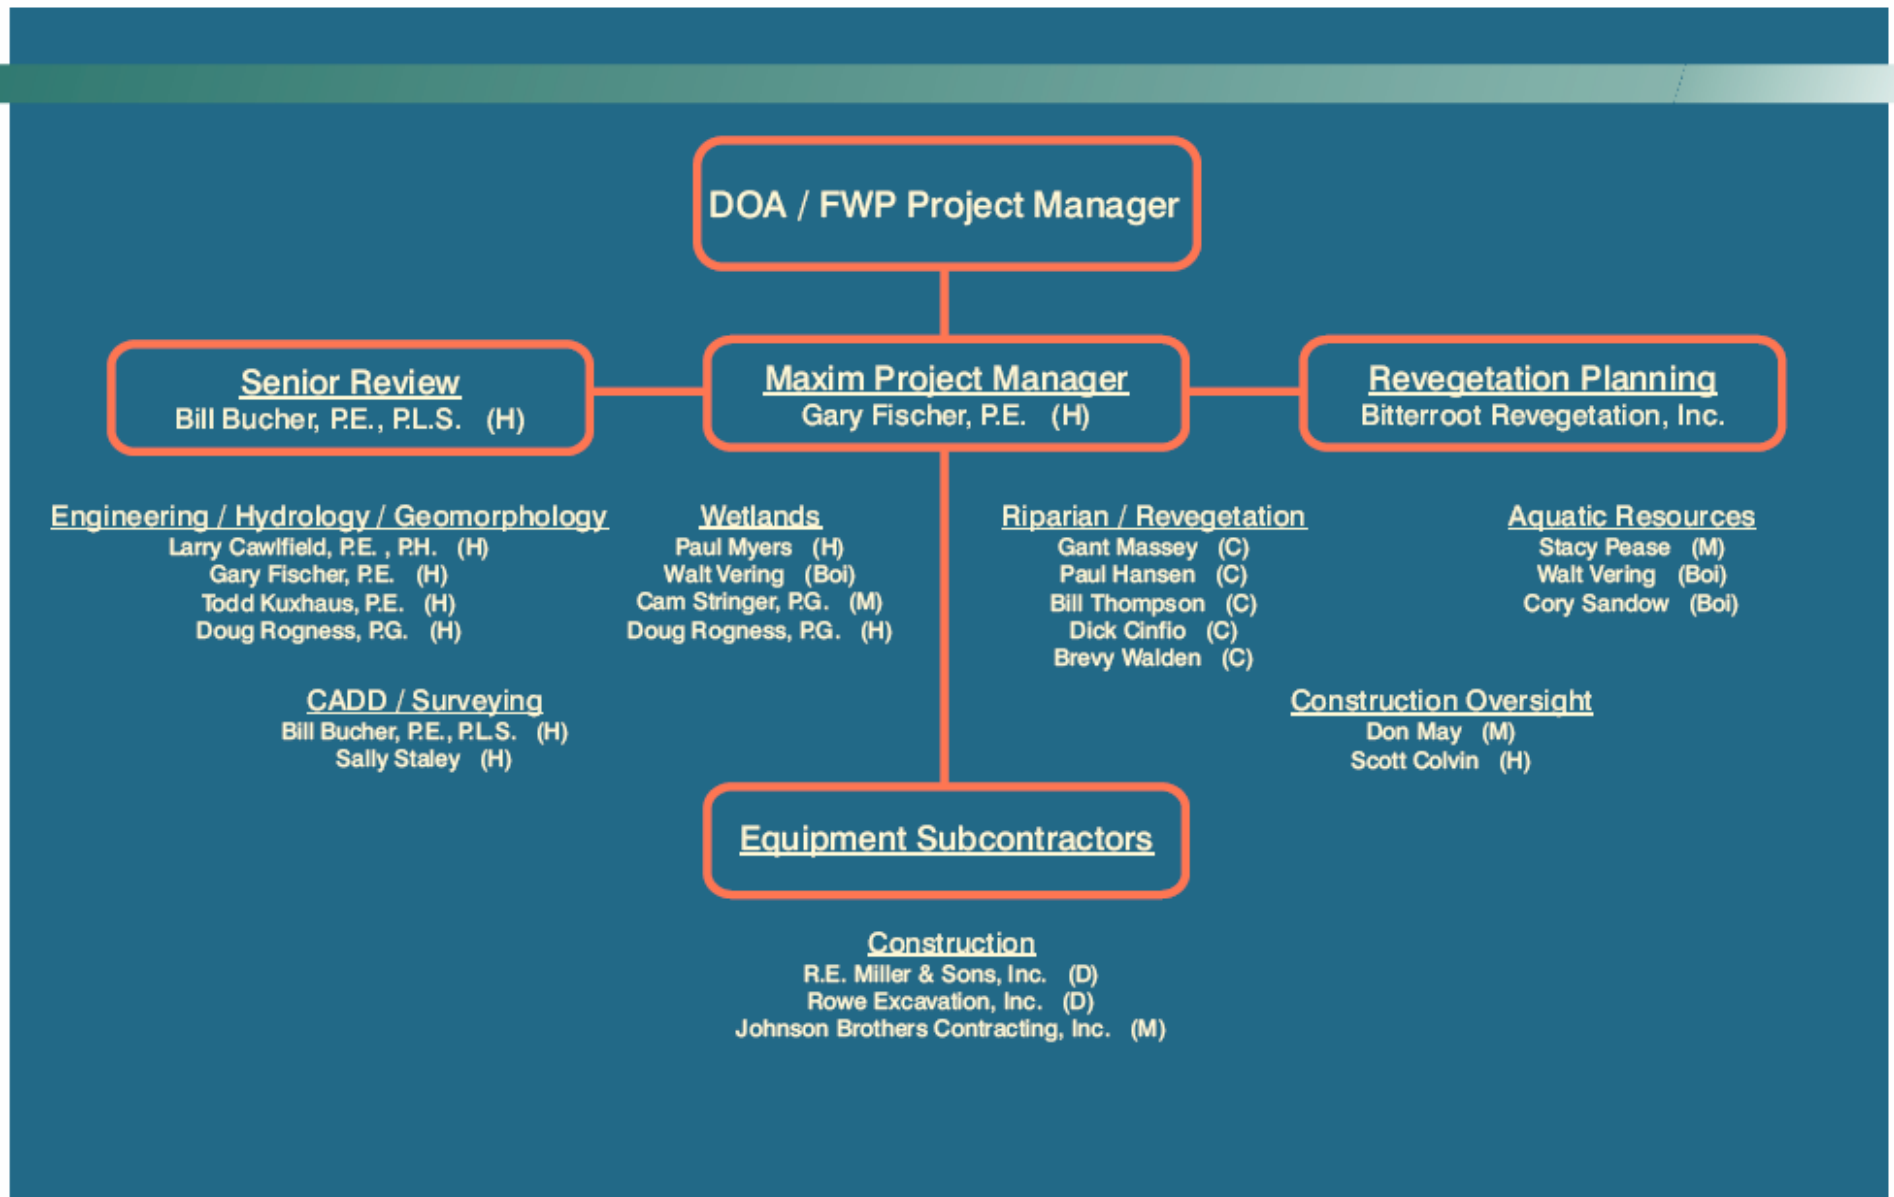 DOA / FWP Project Manager
Senior Review
Bill Bucher, P.E., P.L.S. (H)
Maxim Project Manager
Gary Fischer, P.E. (H)
Revegetation Planning
Bitterroot Revegetation, Inc.
Engineering / Hydrology / Geomorphology
Larry Cawlfield, P.E. , P.H. (H)
Gary Fischer, P.E. (H)
Todd Kuxhaus, P.E. (H)
Doug Rogness, P.G. (H)
Wetlands
Paul Myers (H)
Walt Vering (Boi)
Cam Stringer, P.G. (M)
Doug Rogness, P.G. (H)
Riparian / Revegetation
Gant Massey (C)
Paul Hansen (C)
Bill Thompson (C)
Dick Cinfio (C)
Brevy Walden (C)
Aquatic Resources
Stacy Pease (M)
Walt Vering (Boi)
Cory Sandow (Boi)
CADD / Surveying
Bill Bucher, P.E., P.L.S. (H)
Sally Staley (H)
Construction Oversight
Don May (M)
Scott Colvin (H)
Equipment Subcontractors
Construction
R.E. Miller & Sons, Inc. (D)
Rowe Excavation, Inc. (D)
Johnson Brothers Contracting, Inc. (M)